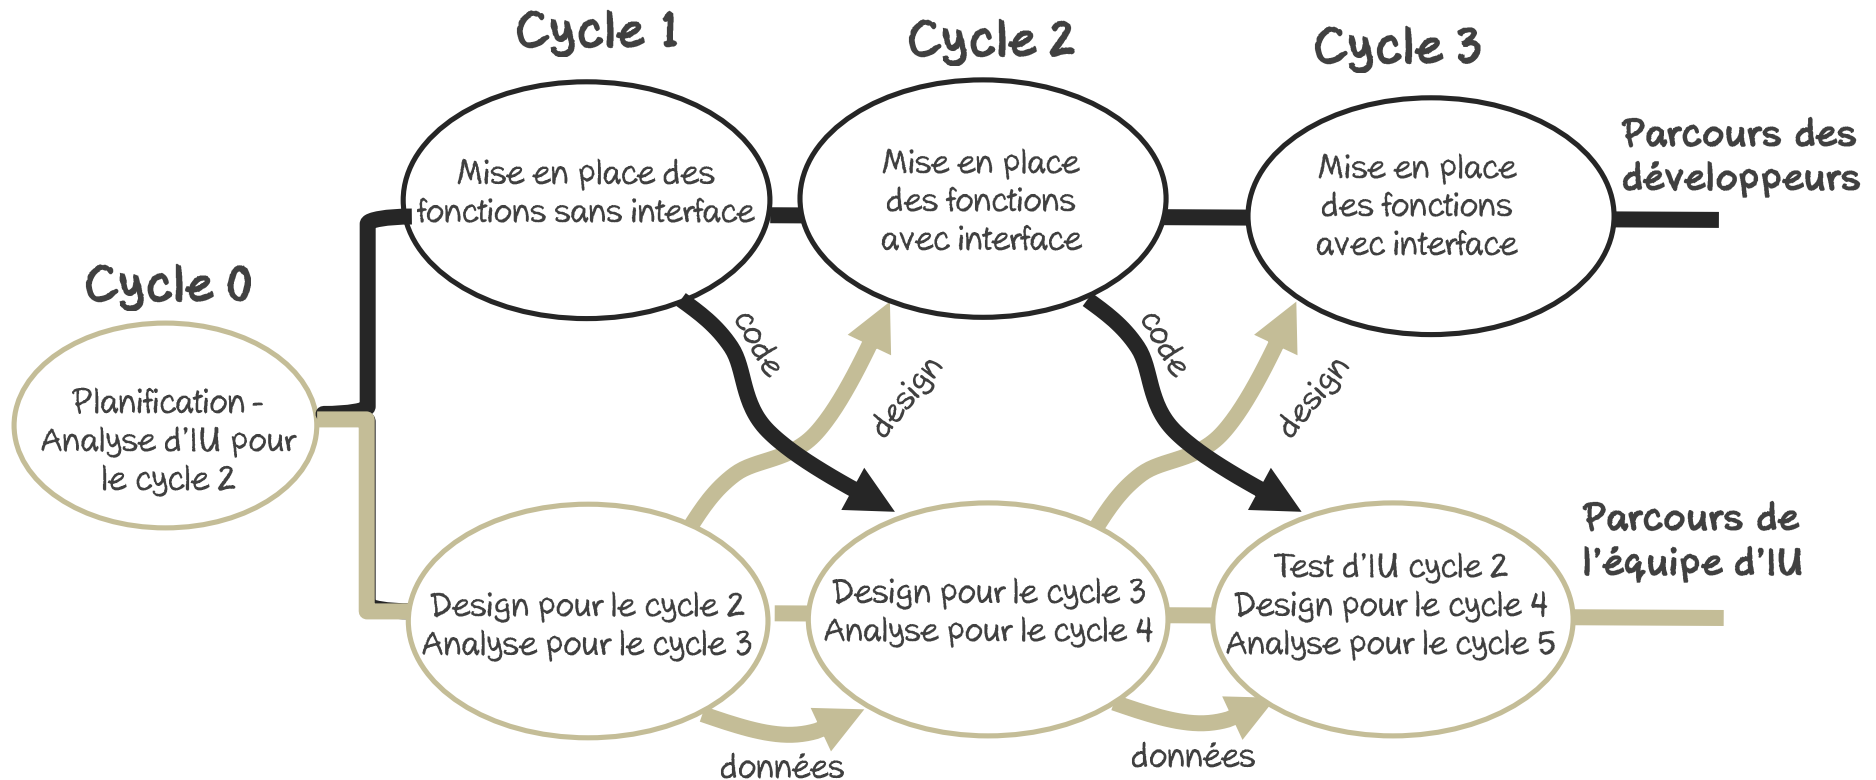 Cycle 1
Cycle 2
Cycle 3
Mise en place des
fonctions sans interface
Mise en place
des fonctions
avec interface
Mise en place
des fonctions
avec interface
Parcours des
développeurs
Cycle 0
Planification -
Analyse d'IU pour
le cycle 2
code
design
code
design
Design pour le cycle 2
Analyse pour le cycle 3
Design pour le cycle 3
Analyse pour le cycle 4
Test d'IU cycle 2
Design pour le cycle 4
Analyse pour le cycle 5
Parcours de
l'équipe d'IU
données
données